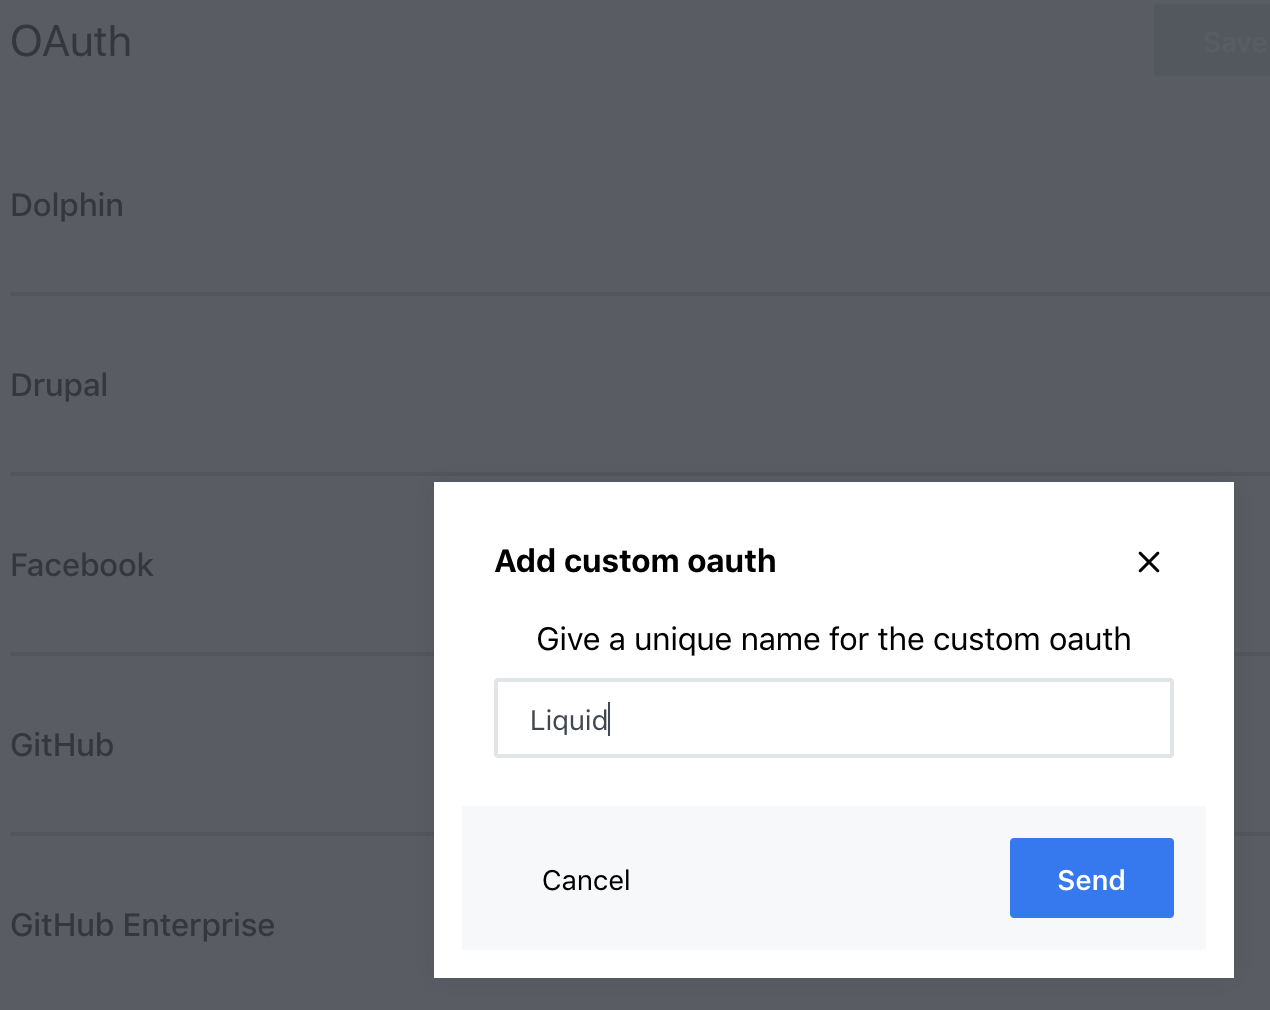 OAuth
Save
Dolphin
Drupal
Facebook
GitHub
GitHub Enterprise
Add custom oauth
Give a unique name for the custom oauth
Liquid
Cancel
Send